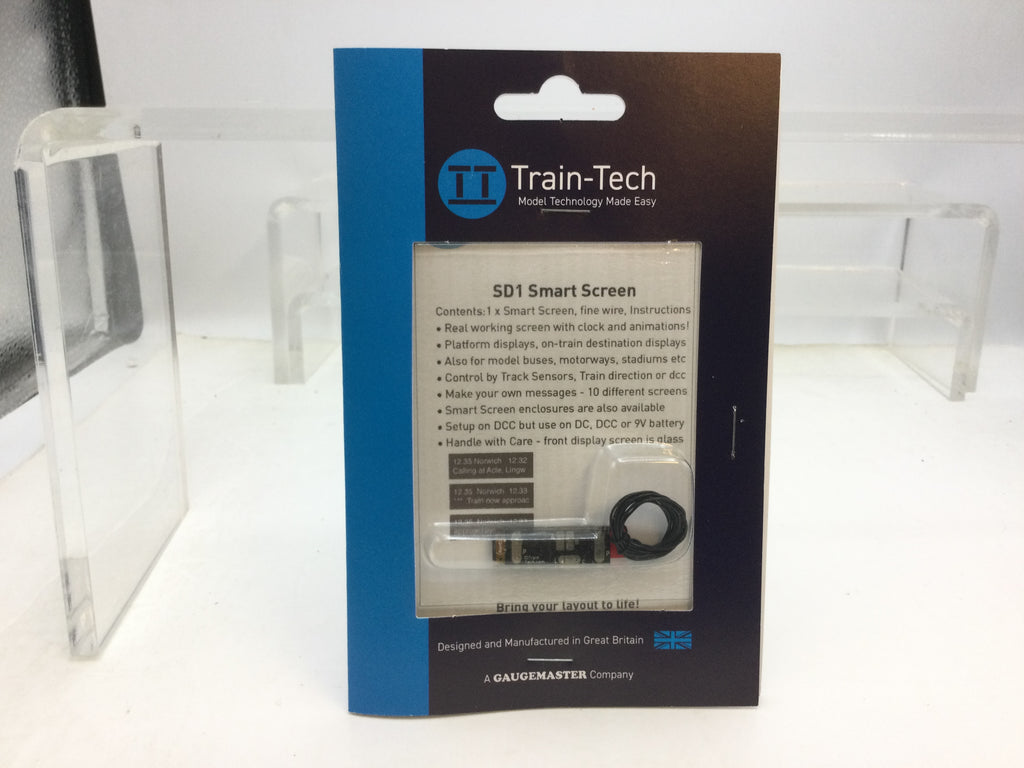 TT Train-Tech
Model Technology Made Easy
SD1 Smart Screen
Contents: 1 x Smart Screen, fine wire, Instructions
• Real working screen with clock and animations!
• Platform displays, on-train destination displays
• Also for model buses, motorways, stadiums etc
• Control by Track Sensors, Train direction or dcc
• Make your own messages - 10 different screens
• Smart Screen enclosures are also available
• Setup on DCC but use on DC, DCC or 9V battery
• Handle with Care - front display screen is glass
12.35 Norwich 12.32
Calling at Acle, Lingw
12.35 Norwich 12.33
*** Train now approac
Bring your layout to life!
Designed and Manufactured in Great Britain
A GAUGEMASTER Company